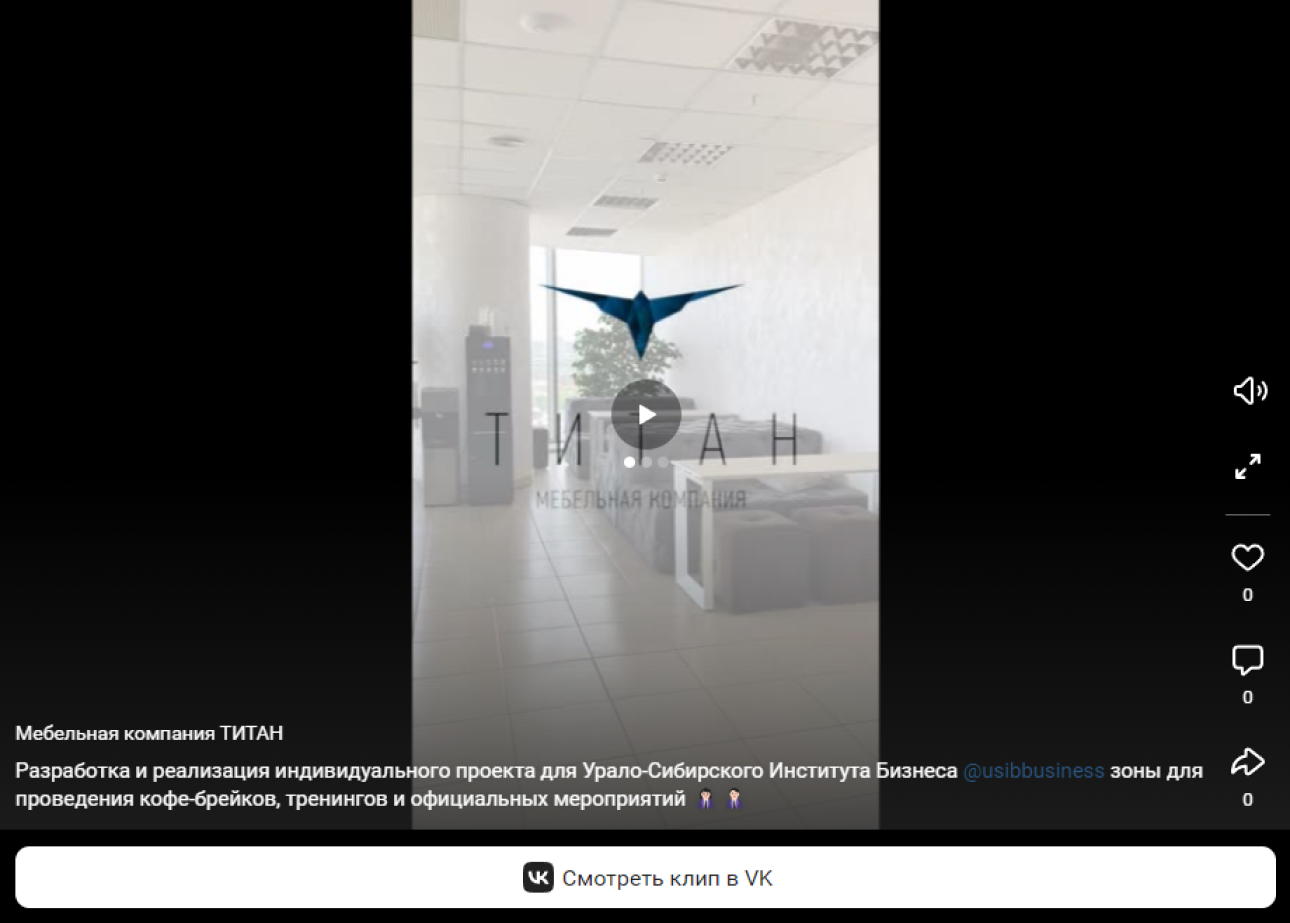 ТИТАН
МЕБЕЛЬНАЯ КОМПАНИЯ
0
0
Мебельная компания ТИТАН
Разработка и реализация индивидуального проекта для Урало-Сибирского Института Бизнеса @usibbusiness зоны для
проведения кофе-брейков, тренингов и официальных мероприятий
0
Смотреть клип в VK